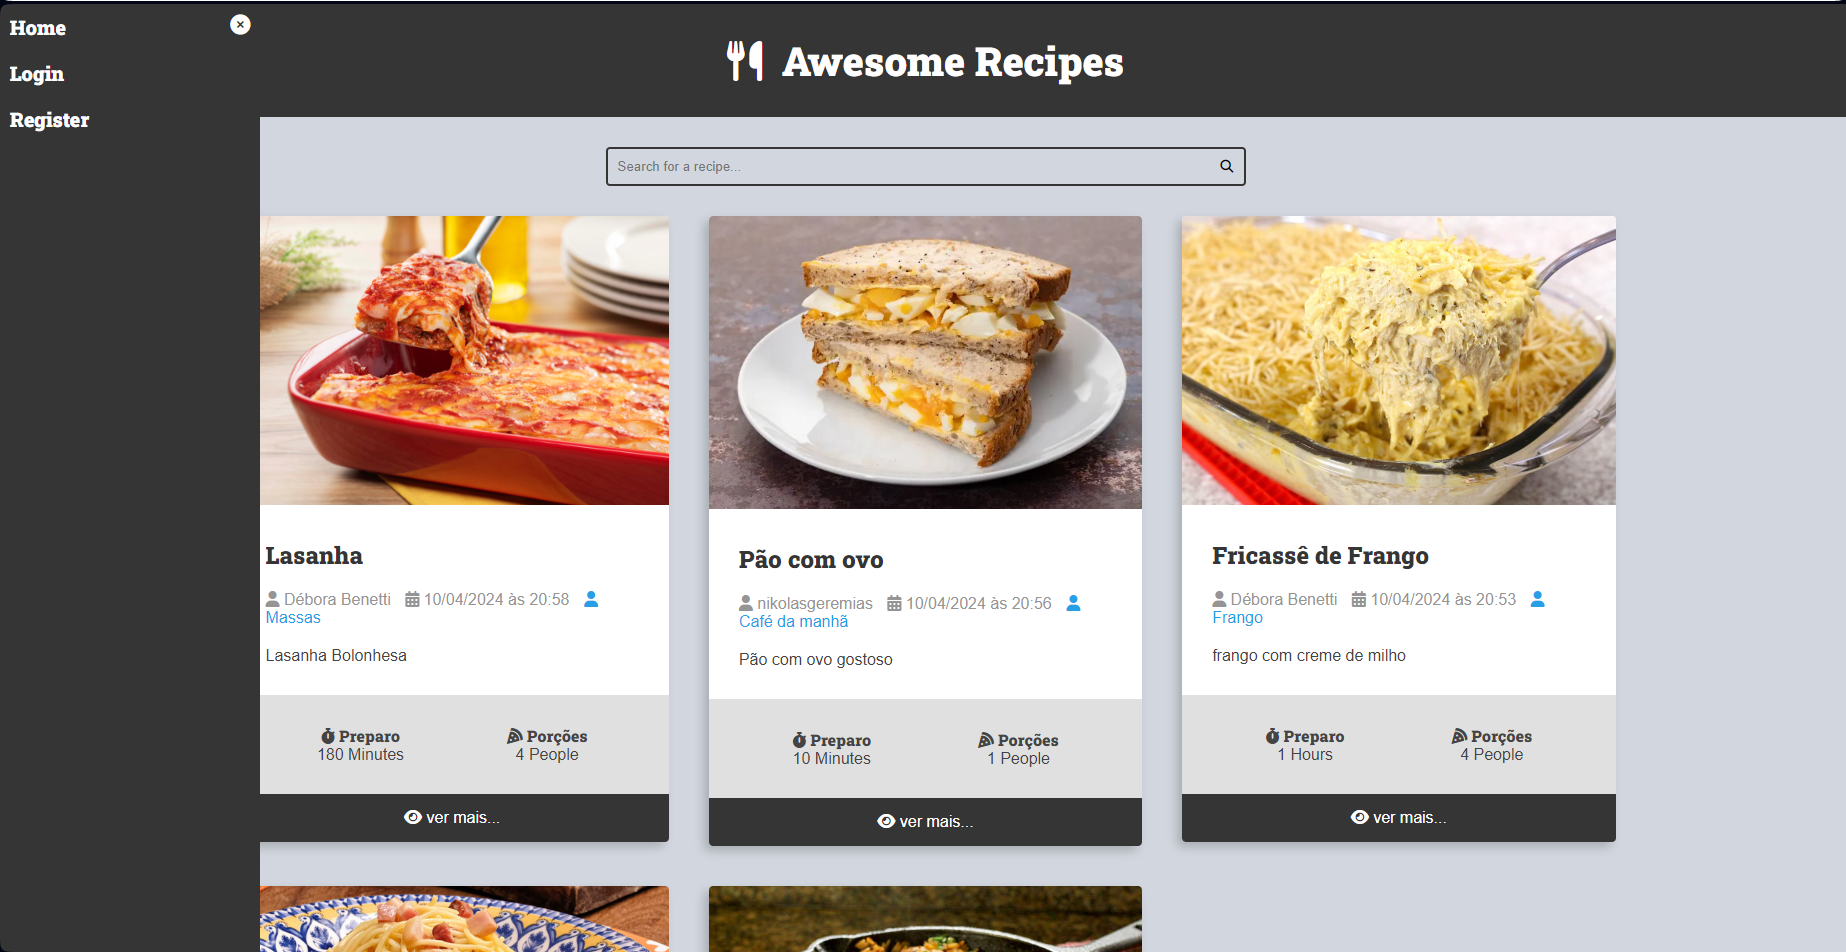 Home
Login
Register
Awesome Recipes
Search for a recipe...
Lasanha
Débora Benetti 10/04/2024 às 20:58
Massas
Lasanha Bolonhesa
Preparo
180 Minutes
Porções
4 People
ver mais...
Pão com ovo
nikolasgeremias 10/04/2024 às 20:56
Café da manhã
Pão com ovo gostoso
Preparo
10 Minutes
Porções
1 People
ver mais...
Fricassê de Frango
Débora Benetti 10/04/2024 às 20:53
Frango
frango com creme de milho
Preparo
1 Hours
Porções
4 People
ver mais...